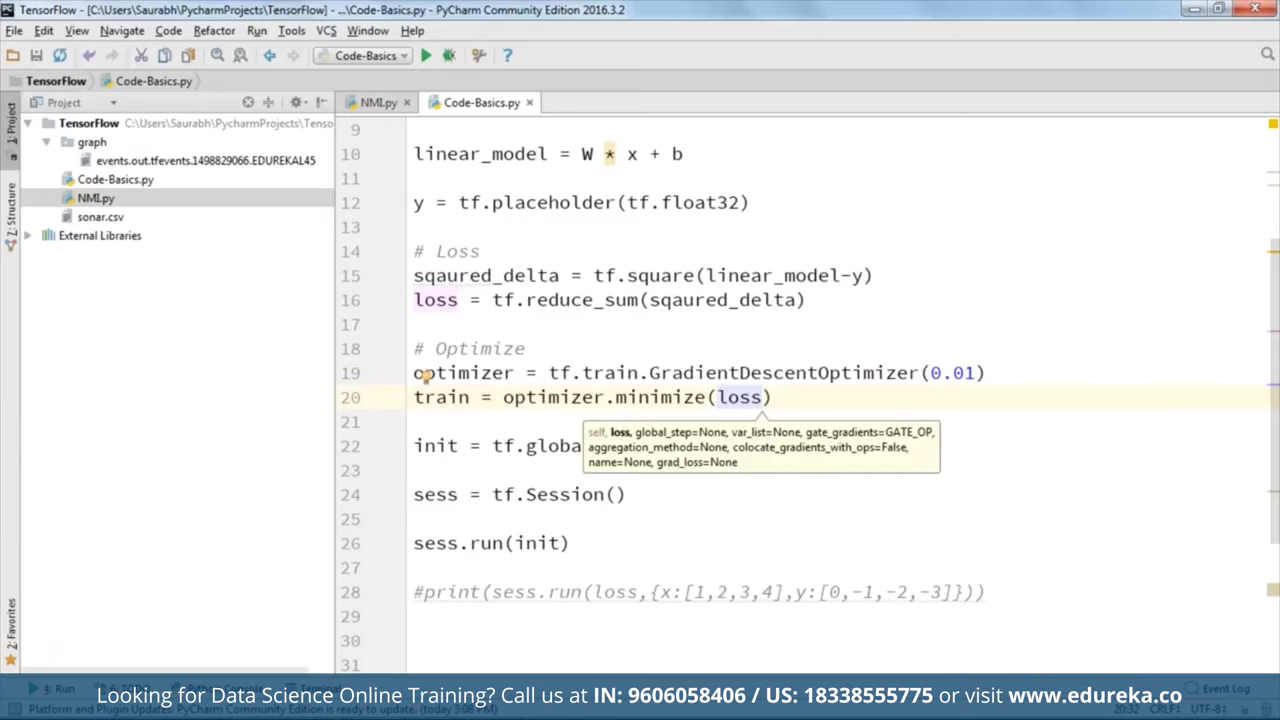 TensorFlow - [C:\Users\Saurabh\PycharmProjects\TensorFlow] - ...\Code-Basics.py - PyCharm Community Edition 2016.3.2
File Edit View Navigate Code Refactor Run Tools VCS Window Help
Code-Basics
TensorFlow Code-Basics.py
Project
NMI.py
Code-Basics.py
1: Project
Z: Structure
2: Favorites
TensorFlow C:\Users\Saurabh\PycharmProjects\Tenso
graph
events.out.tfevents.1498829066.EDUREKAL45
Code-Basics.py
NMI.py
sonar.csv
External Libraries
9
10 linear_model = W * x + b
11
12 y = tf.placeholder(tf.float32)
13
14 # Loss
15 sqaured_delta = tf.square(linear_model-y)
16 loss = tf.reduce_sum(sqaured_delta)
17
18 # Optimize
19 optimizer = tf.train.GradientDescentOptimizer(0.01)
20 train = optimizer.minimize(loss)
21
self, loss, global_step=None, var_list=None, gate_gradients=GATE_OP,
aggregation_method=None, colocate_gradients_with_ops=False,
name=None, grad_loss=None
22 init = tf.globa
23
24 sess = tf.Session()
25
26 sess.run(init)
27
28 #print(sess.run(loss,{x:[1,2,3,4],y:[0,-1,-2,-3]}))
29
30
31
4: Run
Terminal
Event Log
Looking for Data Science Online Training? Call us at IN: 9606058406 / US: 18338555775 or visit www.edureka.co
Platform and Plugin Updates: PyCharm Community Edition is ready to update. (today 3:08 PM)
20:32 CRLF: UTF-8: